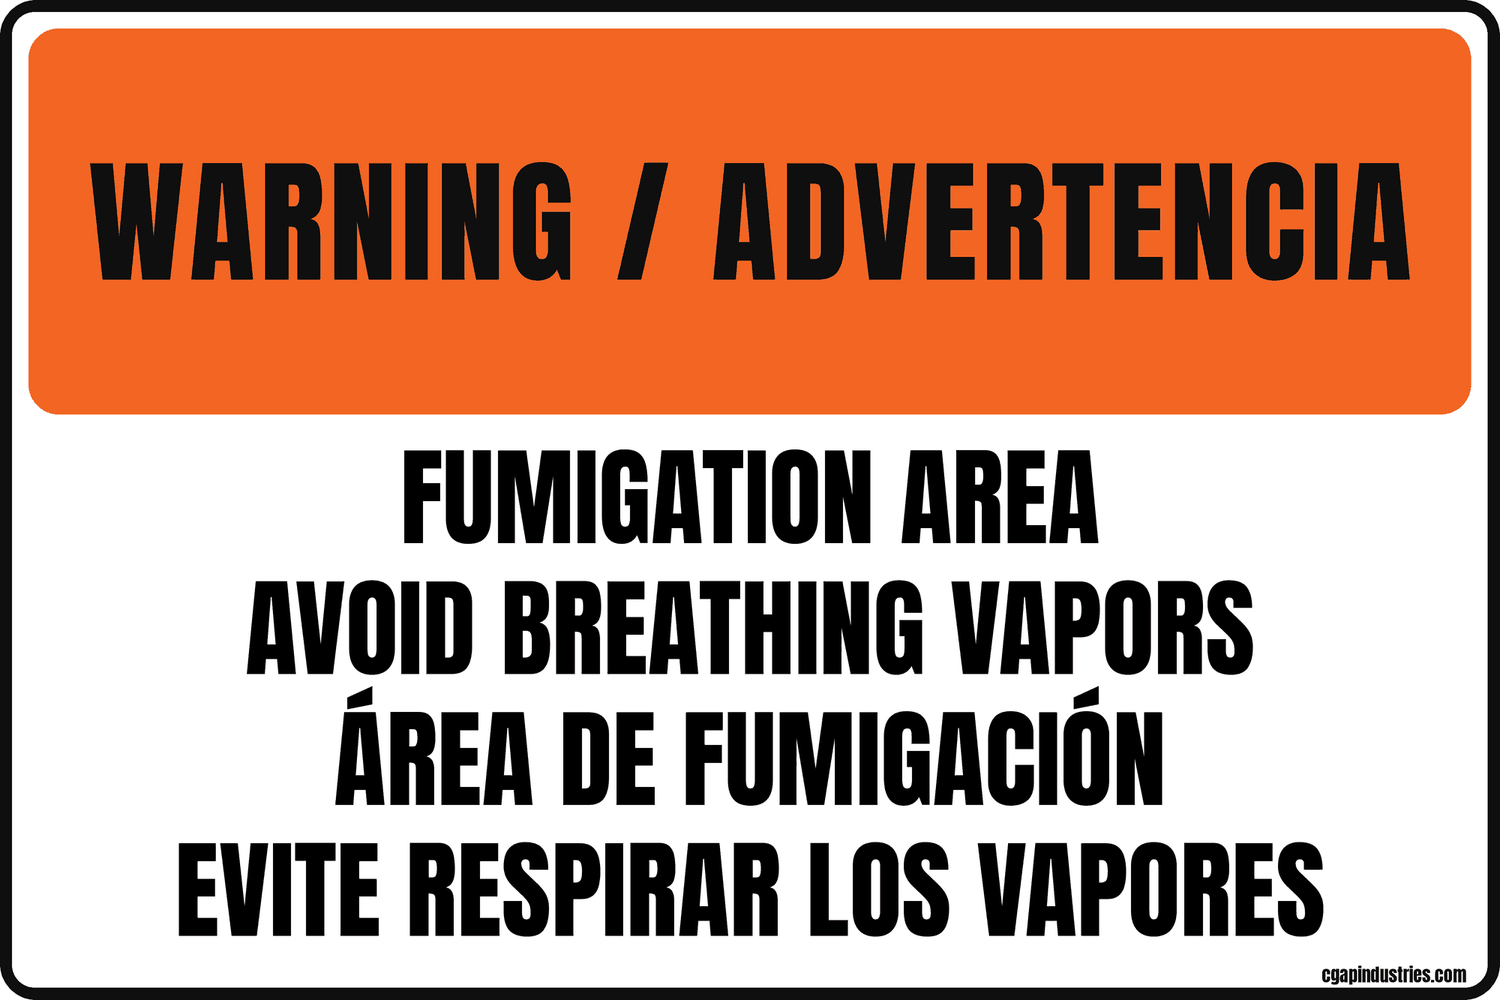 WARNING / ADVERTENCIA
FUMIGATION AREA
AVOID BREATHING VAPORS
ÁREA DE FUMIGACIÓN
EVITE RESPIRAR LOS VAPORES
cgapindustries.com